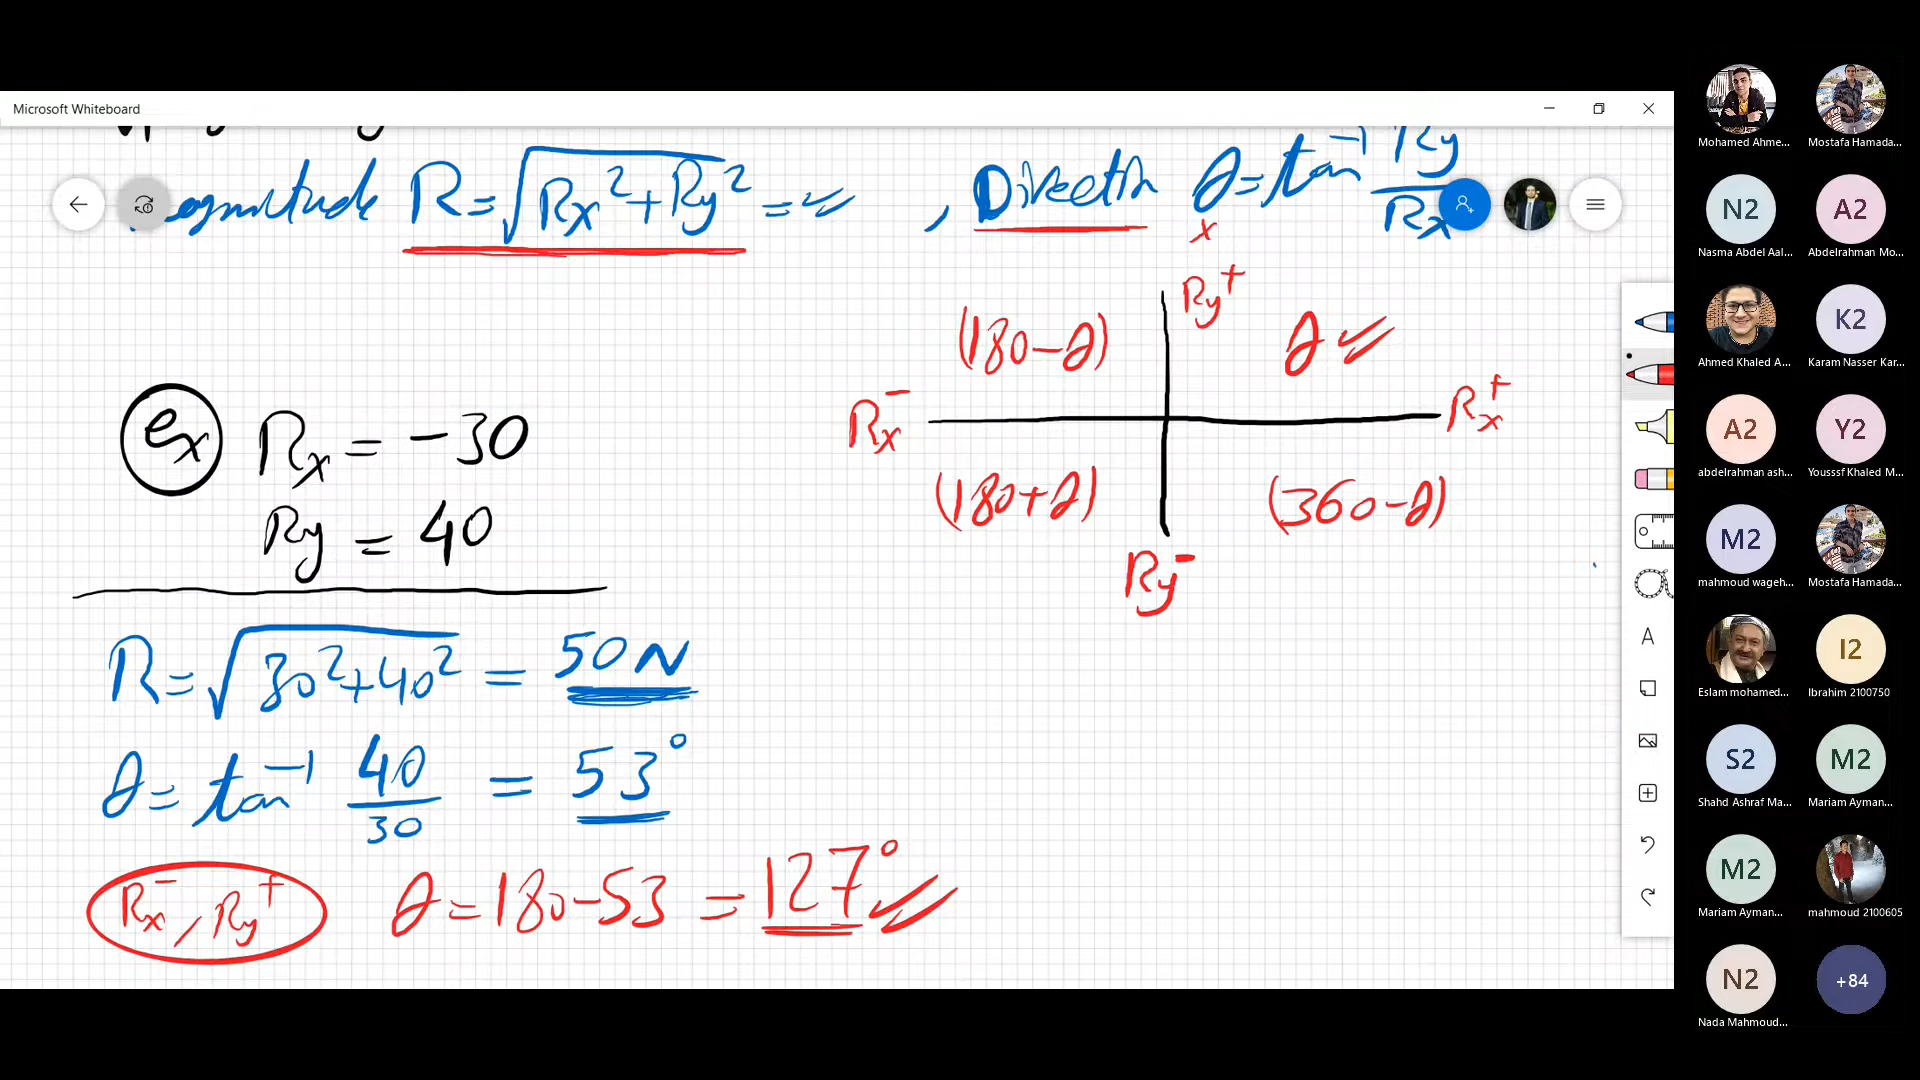 Microsoft Whiteboard
magnitude R = √Rx²+Ry² = ✓ , Direction θ = tan⁻¹ Ry/Rx
x
Ry⁺
(180-θ)
θ ✓
Rx⁻
Rx⁺
(180+θ)
(360-θ)
Ry⁻
ex Rx = -30
Ry = 40
R = √30²+40² = 50N
θ = tan⁻¹ 40/30 = 53°
Rx⁻, Ry⁺ θ = 180-53 = 127° ✓
A
Mohamed Ahme...
Mostafa Hamada...
N2
Nasma Abdel Aal...
A2
Abdelrahman Mo...
Ahmed Khaled A...
K2
Karam Nasser Kar...
A2
abdelrahman ash...
Y2
Yousssf Khaled M...
M2
mahmoud wageh...
Mostafa Hamada...
Eslam mohamed...
I2
Ibrahim 2100750
S2
Shahd Ashraf Ma...
M2
Mariam Ayman...
M2
Mariam Ayman...
mahmoud 2100605
N2
Nada Mahmoud...
+84